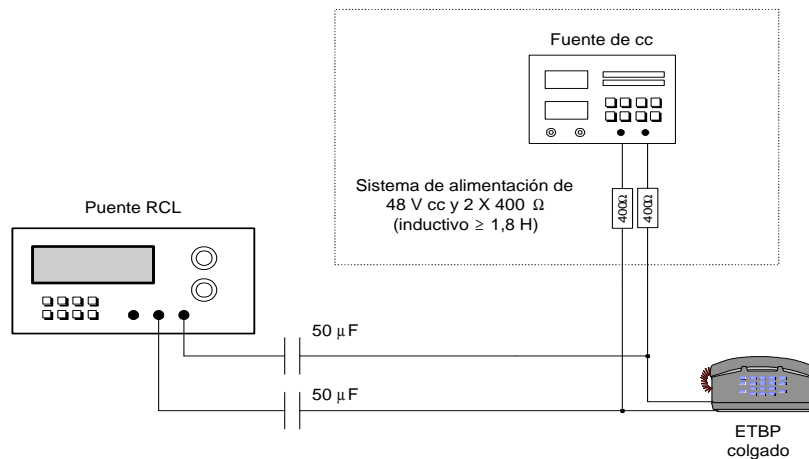 Fuente de cc
Sistema de alimentación de
48 V cc y 2 X 400 Ω
(inductivo ≥ 1,8 H)
400Ω
400Ω
Puente RCL
50 μF
50 μF
ETBP
colgado